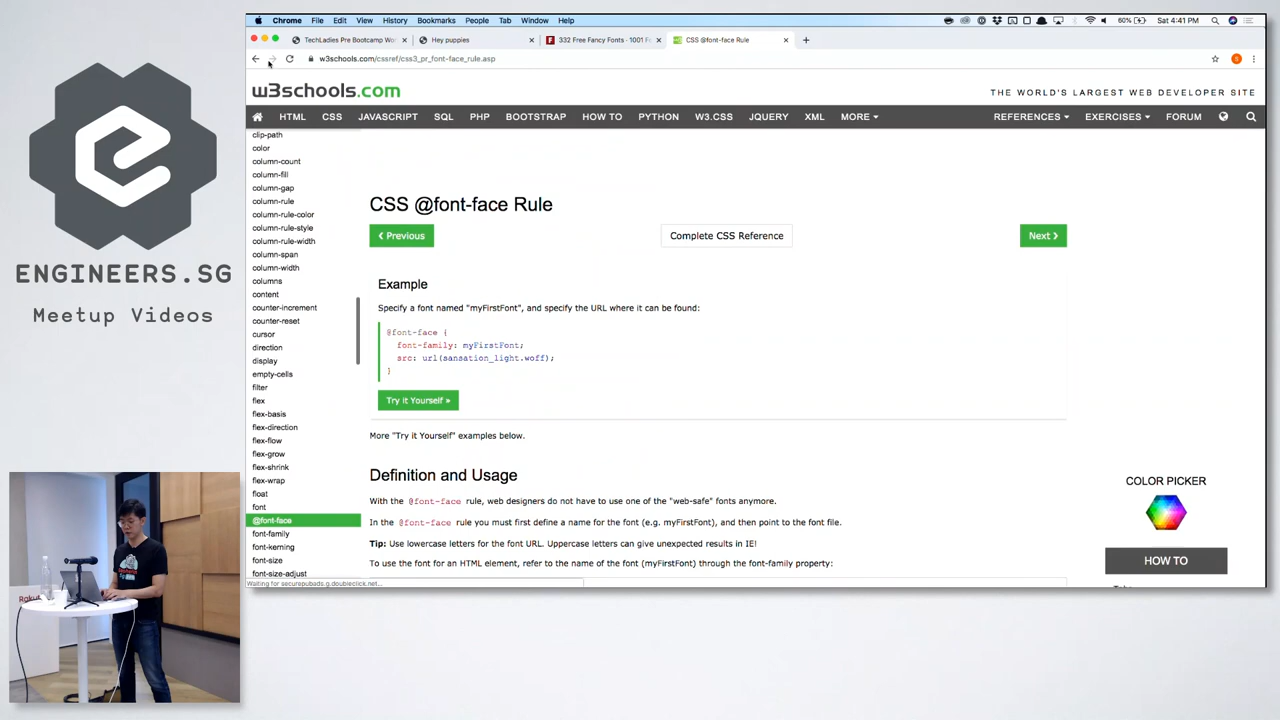 Chrome File Edit View History Bookmarks People Tab Window Help
60% Sat 4:41 PM
TechLadies Pre Bootcamp Wo
Hey puppies
332 Free Fancy Fonts - 1001 F
CSS @font-face Rule
w3schools.com/cssref/css3_pr_font-face_rule.asp
w3schools.com
THE WORLD'S LARGEST WEB DEVELOPER SITE
HTML CSS JAVASCRIPT SQL PHP BOOTSTRAP HOW TO PYTHON W3.CSS JQUERY XML MORE REFERENCES EXERCISES FORUM
clip-path
color
column-count
column-fill
column-gap
column-rule
column-rule-color
column-rule-style
column-rule-width
column-span
column-width
columns
content
counter-increment
counter-reset
cursor
direction
display
empty-cells
filter
flex
flex-basis
flex-direction
flex-flow
flex-grow
flex-shrink
flex-wrap
float
font
@font-face
font-family
font-kerning
font-size
font-size-adjust
Waiting for securepubads.g.doubleclick.net...
CSS @font-face Rule
❮ Previous
Complete CSS Reference
Next ❯
Example
Specify a font named "myFirstFont", and specify the URL where it can be found:
@font-face {
font-family: myFirstFont;
src: url(sansation_light.woff);
}
Try it Yourself »
More "Try it Yourself" examples below.
Definition and Usage
With the @font-face rule, web designers do not have to use one of the "web-safe" fonts anymore.
In the @font-face rule you must first define a name for the font (e.g. myFirstFont), and then point to the font file.
Tip: Use lowercase letters for the font URL. Uppercase letters can give unexpected results in IE!
To use the font for an HTML element, refer to the name of the font (myFirstFont) through the font-family property:
COLOR PICKER
HOW TO
ENGINEERS.SG
Meetup Videos